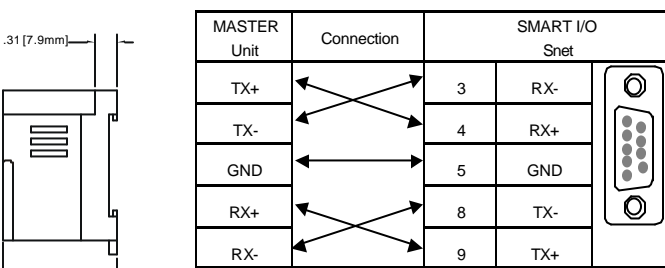 .31 [7.9mm]
MASTER Unit Connection SMART I/O Snet
TX+ 3 RX-
TX- 4 RX+
GND 5 GND
RX+ 8 TX-
RX- 9 TX+